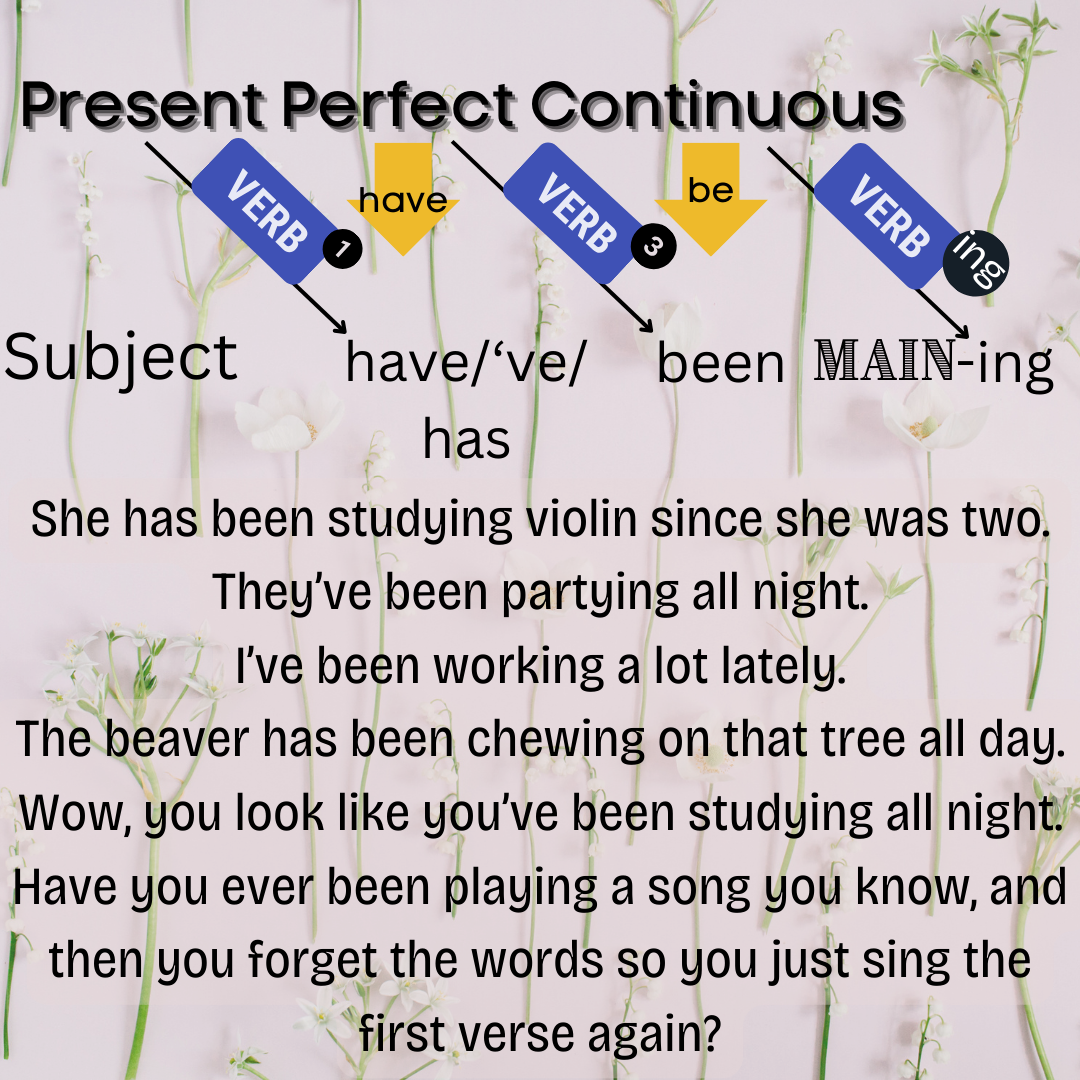 Present Perfect Continuous
VERB 1 have VERB 3 be VERB ing
Subject have/‘ve/ been MAIN-ing
has
She has been studying violin since she was two.
They’ve been partying all night.
I’ve been working a lot lately.
The beaver has been chewing on that tree all day.
Wow, you look like you’ve been studying all night.
Have you ever been playing a song you know, and
then you forget the words so you just sing the
first verse again?